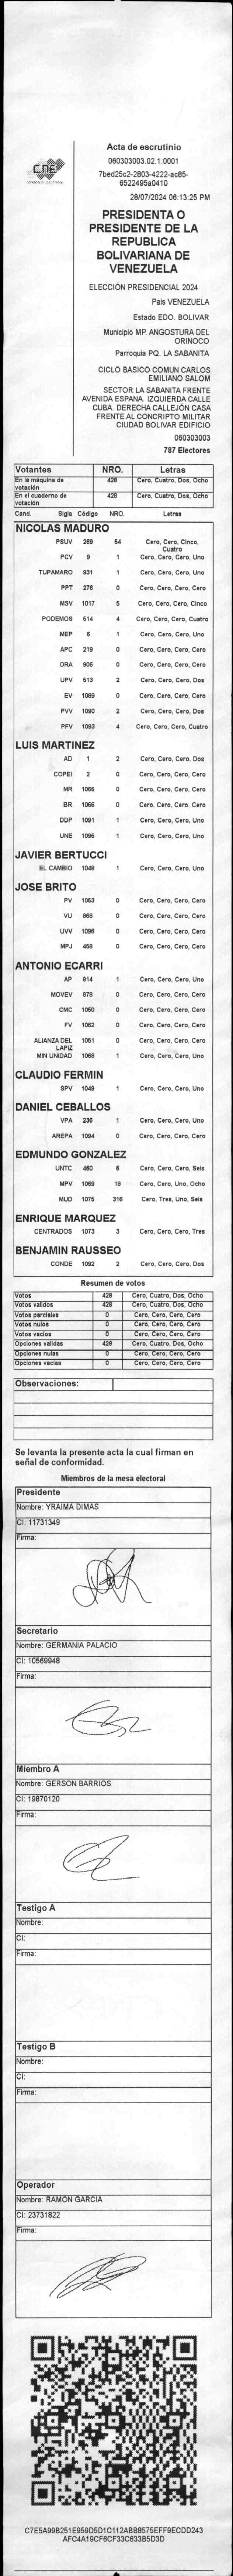 CNE
Acta de escrutinio
060303003.02.1.0001
7bed25c2-2803-4222-ac85-
6522495a0410
28/07/2024 06:13:25 PM
PRESIDENTA O
PRESIDENTE DE LA
REPUBLICA
BOLIVARIANA DE
VENEZUELA
ELECCIÓN PRESIDENCIAL 2024
País VENEZUELA
Estado EDO. BOLIVAR
Municipio MP. ANGOSTURA DEL
ORINOCO
Parroquia PQ. LA SABANITA
CICLO BASICO COMUN CARLOS
EMILIANO SALOM
SECTOR LA SABANITA FRENTE
AVENIDA ESPANA. IZQUIERDA CALLE
CUBA. DERECHA CALLEJÓN CASA
FRENTE AL CONCRIPTO MILITAR
CIUDAD BOLIVAR EDIFICIO
060303003
787 Electores
Votantes NRO. Letras
En la máquina de votación 428 Cero, Cuatro, Dos, Ocho
En el cuaderno de votación 428 Cero, Cuatro, Dos, Ocho
Cand. Sigla Código NRO. Letras
NICOLAS MADURO
PSUV 269 54 Cero, Cero, Cinco, Cuatro
PCV 9 1 Cero, Cero, Cero, Uno
TUPAMARO 931 1 Cero, Cero, Cero, Uno
PPT 276 0 Cero, Cero, Cero, Cero
MSV 1017 5 Cero, Cero, Cero, Cinco
PODEMOS 514 4 Cero, Cero, Cero, Cuatro
MEP 6 1 Cero, Cero, Cero, Uno
APC 219 0 Cero, Cero, Cero, Cero
ORA 906 0 Cero, Cero, Cero, Cero
UPV 513 2 Cero, Cero, Cero, Dos
EV 1089 0 Cero, Cero, Cero, Cero
PVV 1090 2 Cero, Cero, Cero, Dos
PFV 1093 4 Cero, Cero, Cero, Cuatro
LUIS MARTINEZ
AD 1 2 Cero, Cero, Cero, Dos
COPEI 2 0 Cero, Cero, Cero, Cero
MR 1065 0 Cero, Cero, Cero, Cero
BR 1066 0 Cero, Cero, Cero, Cero
DDP 1091 1 Cero, Cero, Cero, Uno
UNE 1095 1 Cero, Cero, Cero, Uno
JAVIER BERTUCCI
EL CAMBIO 1048 1 Cero, Cero, Cero, Uno
JOSE BRITO
PV 1053 0 Cero, Cero, Cero, Cero
VU 868 0 Cero, Cero, Cero, Cero
UVV 1096 0 Cero, Cero, Cero, Cero
MPJ 458 0 Cero, Cero, Cero, Cero
ANTONIO ECARRI
AP 814 1 Cero, Cero, Cero, Uno
MOVEV 878 0 Cero, Cero, Cero, Cero
CMC 1050 0 Cero, Cero, Cero, Cero
FV 1062 0 Cero, Cero, Cero, Cero
ALIANZA DEL LAPIZ 1051 0 Cero, Cero, Cero, Cero
MIN UNIDAD 1088 1 Cero, Cero, Cero, Uno
CLAUDIO FERMIN
SPV 1049 1 Cero, Cero, Cero, Uno
DANIEL CEBALLOS
VPA 236 1 Cero, Cero, Cero, Uno
AREPA 1094 0 Cero, Cero, Cero, Cero
EDMUNDO GONZALEZ
UNTC 460 6 Cero, Cero, Cero, Seis
MPV 1069 18 Cero, Cero, Uno, Ocho
MUD 1075 316 Cero, Tres, Uno, Seis
ENRIQUE MARQUEZ
CENTRADOS 1073 3 Cero, Cero, Cero, Tres
BENJAMIN RAUSSEO
CONDE 1092 2 Cero, Cero, Cero, Dos
Resumen de votos
Votos 428 Cero, Cuatro, Dos, Ocho
Votos validos 428 Cero, Cuatro, Dos, Ocho
Votos parciales 0 Cero, Cero, Cero, Cero
Votos nulos 0 Cero, Cero, Cero, Cero
Votos vacios 0 Cero, Cero, Cero, Cero
Opciones validas 428 Cero, Cuatro, Dos, Ocho
Opciones nulas 0 Cero, Cero, Cero, Cero
Opciones vacias 0 Cero, Cero, Cero, Cero
Observaciones:
Se levanta la presente acta la cual firman en
señal de conformidad.
Miembros de la mesa electoral
Presidente
Nombre: YRAIMA DIMAS
CI: 11731349
Firma:
Secretario
Nombre: GERMANIA PALACIO
CI: 10569948
Firma:
Miembro A
Nombre: GERSON BARRIOS
CI: 19870120
Firma:
Testigo A
Nombre:
CI:
Firma:
Testigo B
Nombre:
CI:
Firma:
Operador
Nombre: RAMON GARCIA
CI: 23731822
Firma:
C7E5A99B251E959D5D1C112ABB8575EFF9ECDD243
AFC4A19CF6CF33C633B5D3D